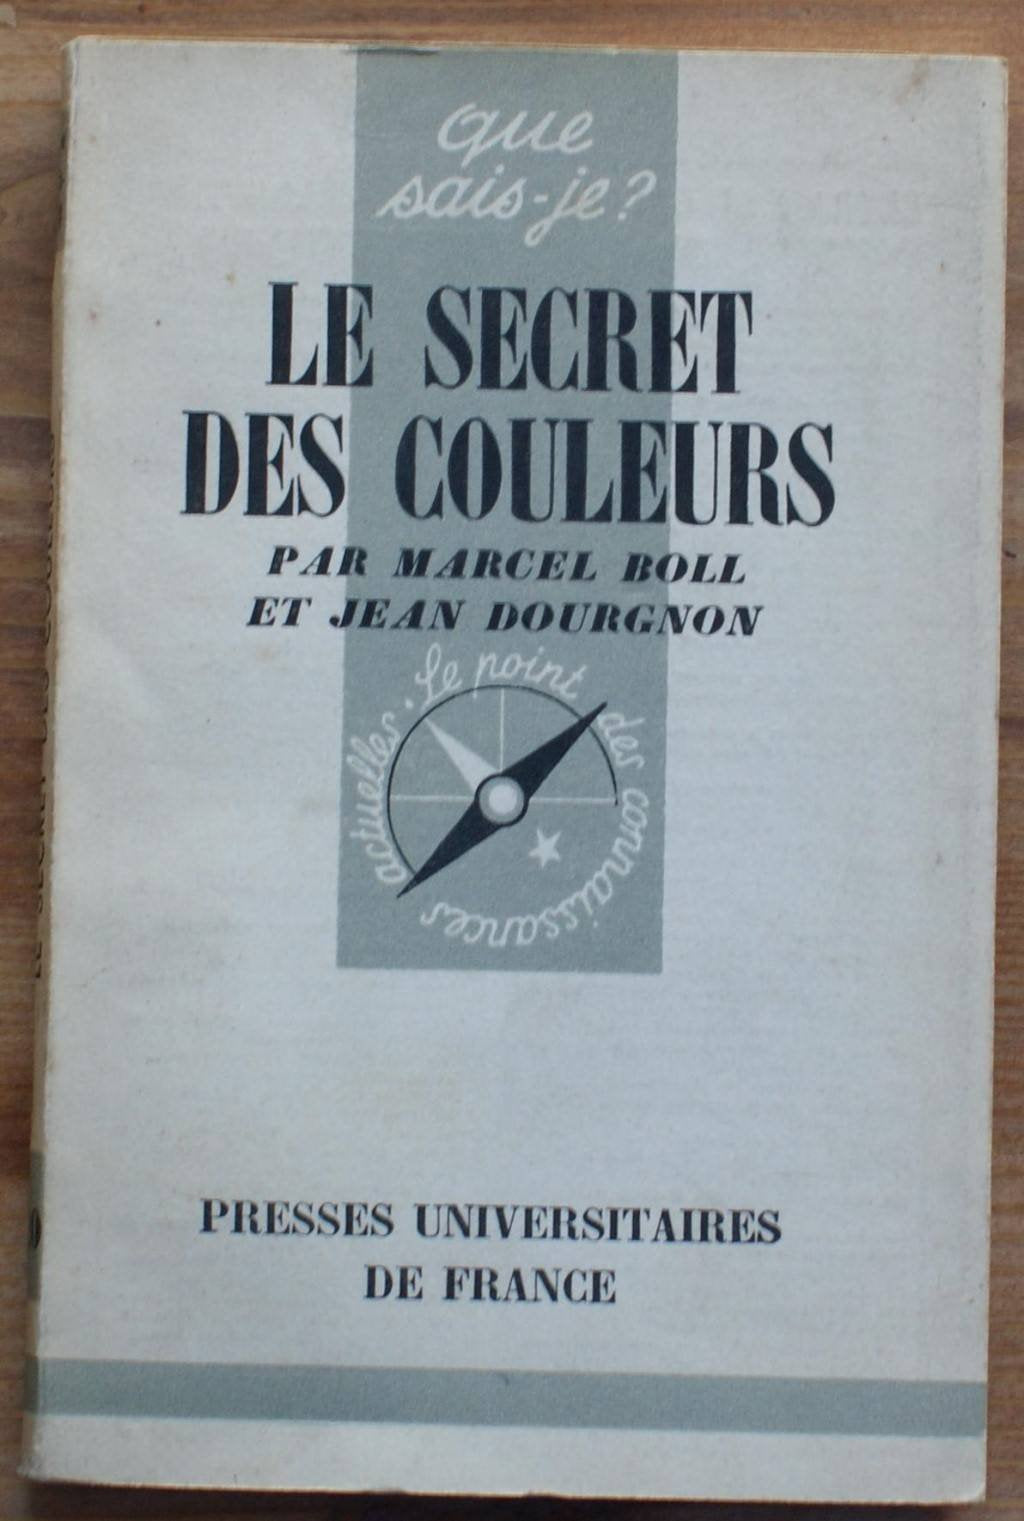 que
sais-je?
LE SECRET
DES COULEURS
PAR MARCEL BOLL
ET JEAN DOURGNON
Le point des connaissances actuelles.
PRESSES UNIVERSITAIRES
DE FRANCE